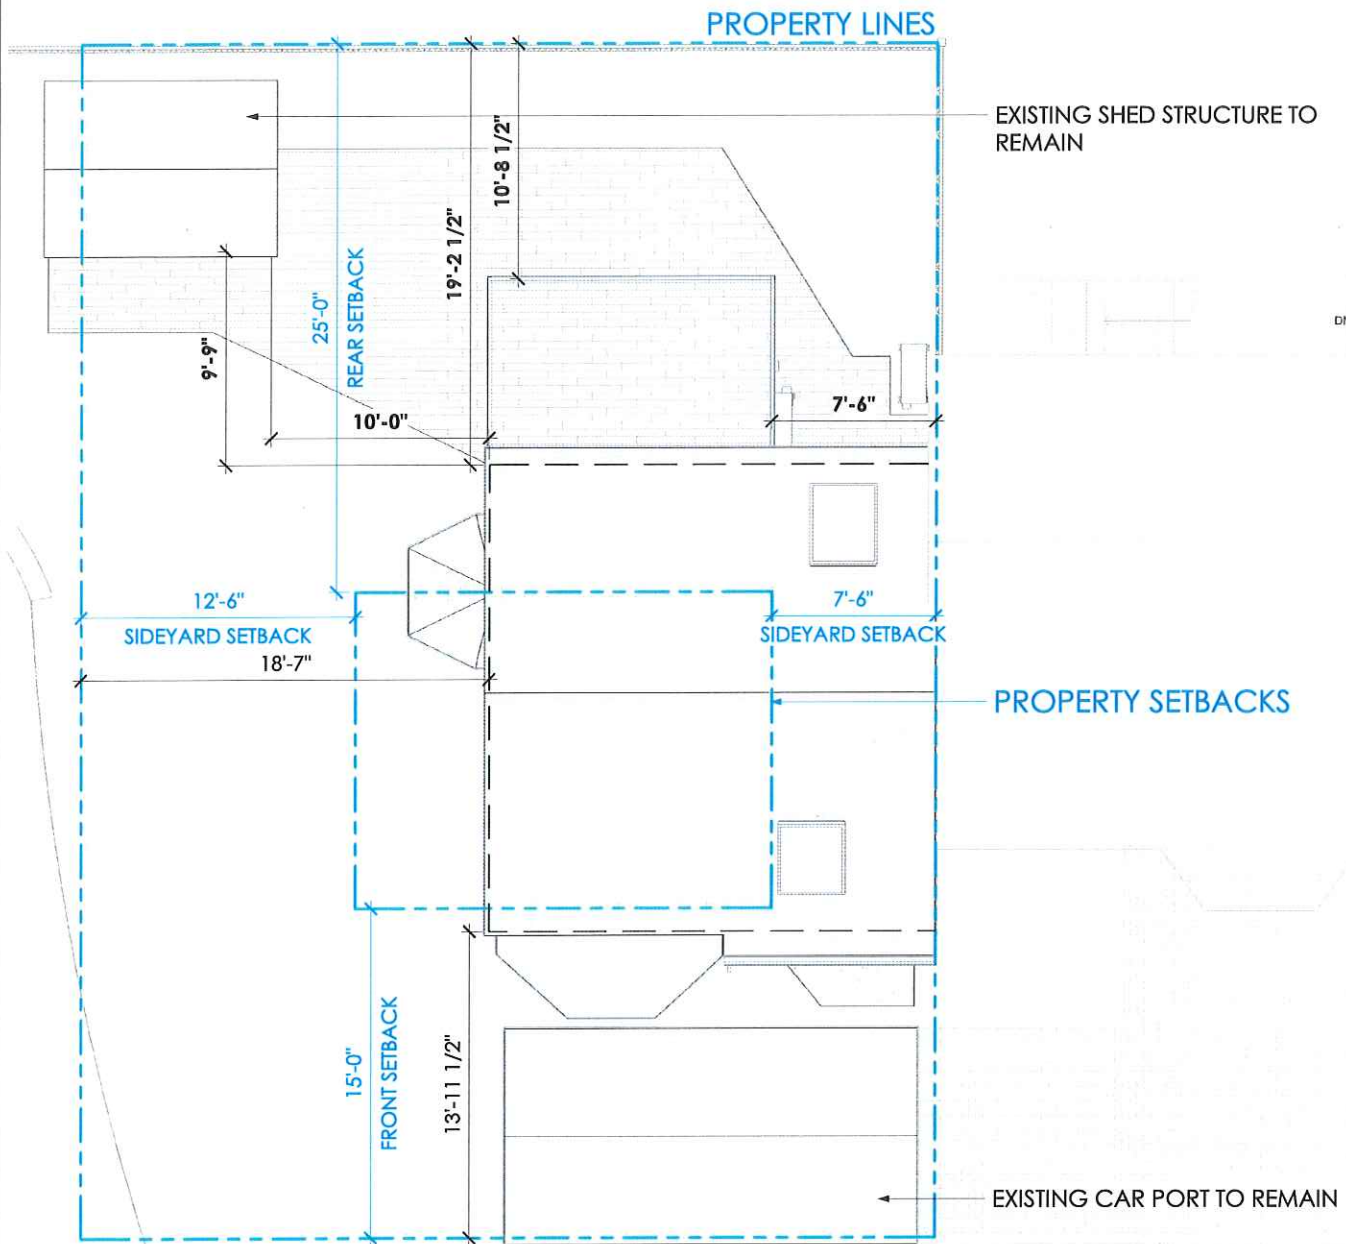 PROPERTY LINES
EXISTING SHED STRUCTURE TO
REMAIN
10'-8 1/2"
19'-2 1/2"
25'-0"
REAR SETBACK
9'-9"
10'-0"
7'-6"
12'-6"
SIDEYARD SETBACK
18'-7"
7'-6"
SIDEYARD SETBACK
PROPERTY SETBACKS
15'-0"
FRONT SETBACK
13'-11 1/2"
EXISTING CAR PORT TO REMAIN